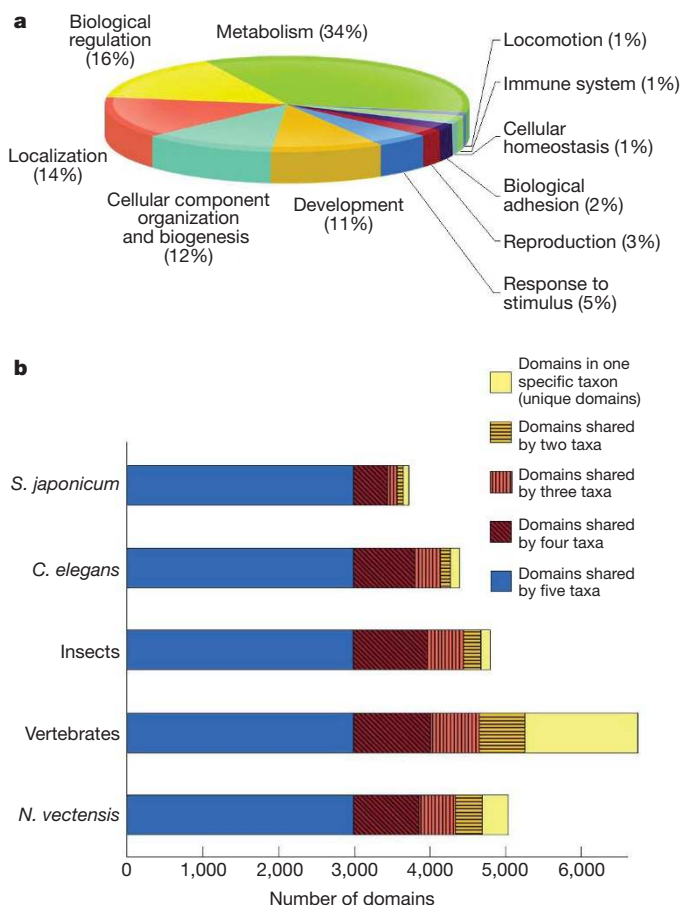 a
Biological
regulation
(16%)
Metabolism (34%)
Locomotion (1%)
Immune system (1%)
Cellular
homeostasis (1%)
Biological
adhesion (2%)
Reproduction (3%)
Response to
stimulus (5%)
Development
(11%)
Cellular component
organization
and biogenesis
(12%)
Localization
(14%)
b
Domains in one
specific taxon
(unique domains)
Domains shared
by two taxa
Domains shared
by three taxa
Domains shared
by four taxa
Domains shared
by five taxa
S. japonicum
C. elegans
Insects
Vertebrates
N. vectensis
0 1,000 2,000 3,000 4,000 5,000 6,000
Number of domains